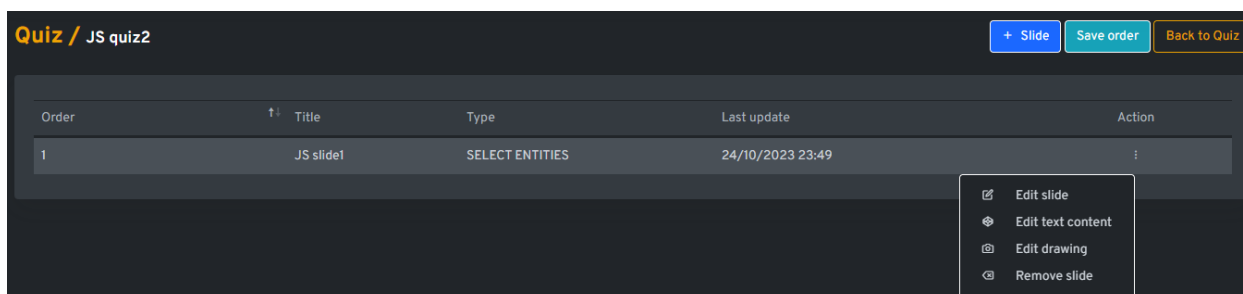 Quiz / JS quiz2
+ Slide Save order Back to Quiz
Order Title Type Last update Action
1 JS slide1 SELECT ENTITIES 24/10/2023 23:49
Edit slide
Edit text content
Edit drawing
Remove slide